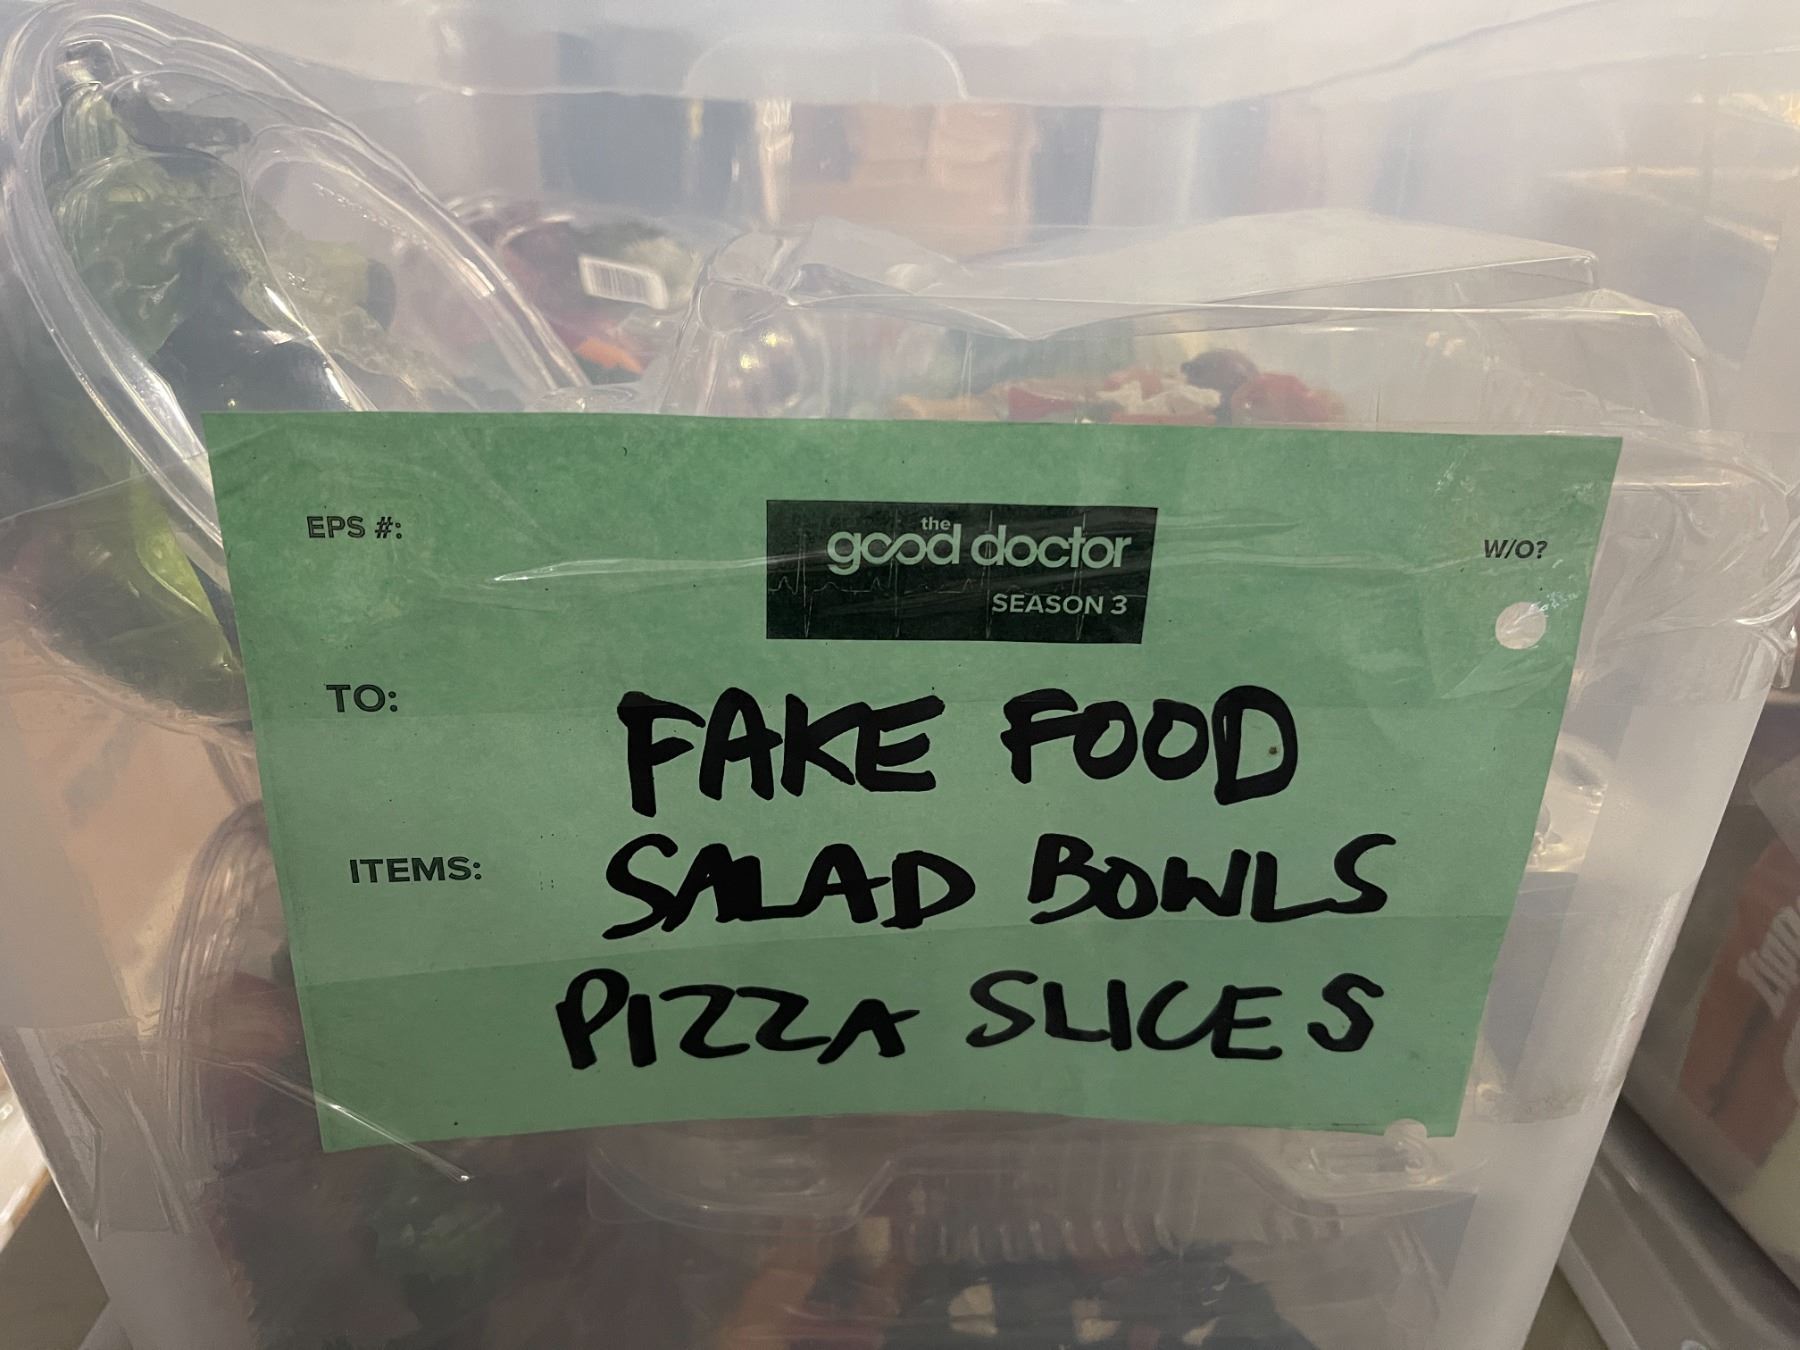 EPS #:
the
good doctor
SEASON 3
W/O?
TO:
FAKE FOOD
ITEMS:
SALAD BOWLS
PIZZA SLICES